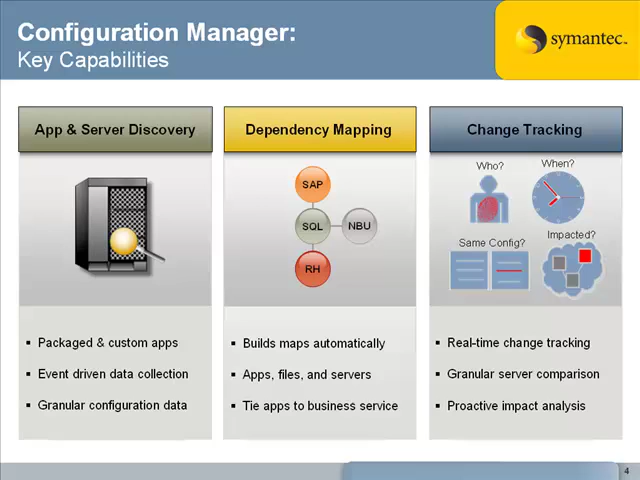 Configuration Manager:
Key Capabilities
symantec™
App & Server Discovery
▪ Packaged & custom apps
▪ Event driven data collection
▪ Granular configuration data
Dependency Mapping
SAP
SQL
NBU
RH
▪ Builds maps automatically
▪ Apps, files, and servers
▪ Tie apps to business service
Change Tracking
Who?
When?
Same Config?
Impacted?
▪ Real-time change tracking
▪ Granular server comparison
▪ Proactive impact analysis
4